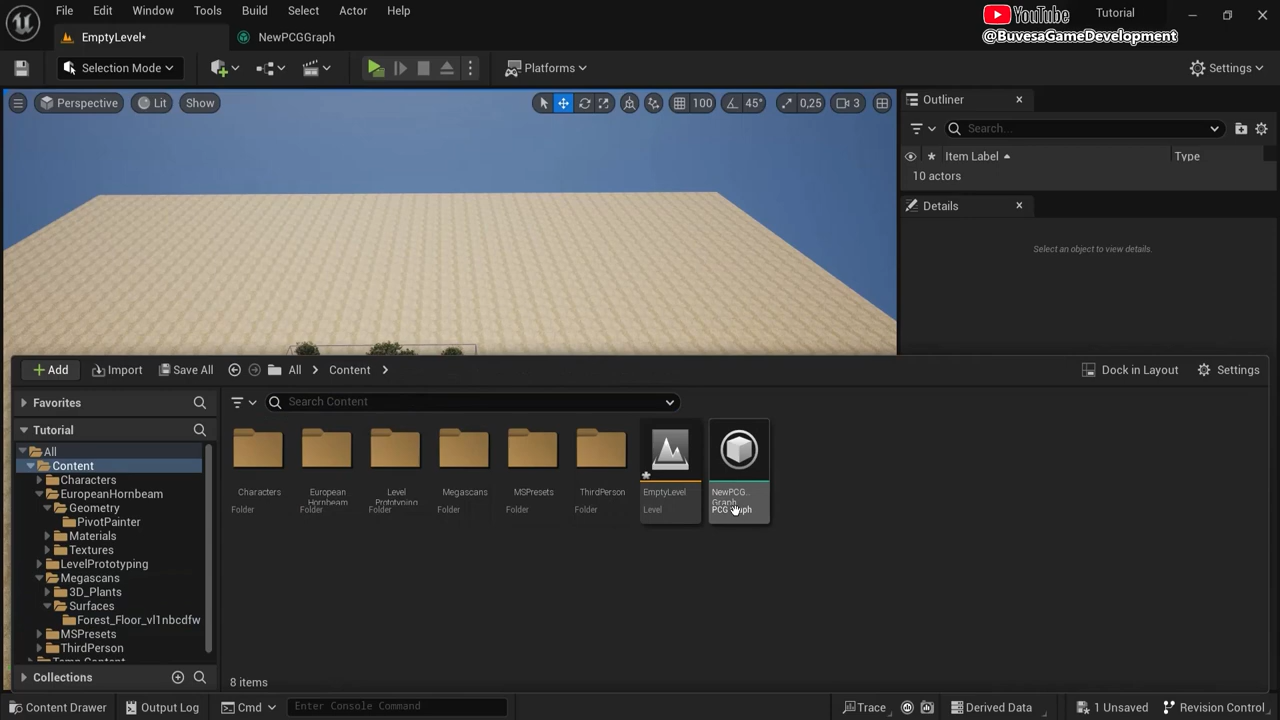 File Edit Window Tools Build Select Actor Help
YouTube
Tutorial
@BuvesaGameDevelopment
EmptyLevel*
NewPCGGraph
Selection Mode
Platforms
Settings
Perspective
Lit
Show
100
45°
0,25
3
Outliner
Search...
Item Label
Type
10 actors
Details
Select an object to view details.
Add
Import
Save All
All
Content
Dock in Layout
Settings
Favorites
Search Content
Tutorial
All
Content
Characters
EuropeanHornbeam
Geometry
PivotPainter
Materials
Textures
LevelPrototyping
Megascans
3D_Plants
Surfaces
Forest_Floor_vl1nbcdfw
MSPresets
ThirdPerson
Collections
Characters
Folder
European
Hornbeam
Folder
Level
Prototyping
Folder
Megascans
Folder
MSPresets
Folder
ThirdPerson
Folder
EmptyLevel
Level
NewPCG..
Graph
PCG Graph
8 items
Content Drawer
Output Log
Cmd
Enter Console Command
Trace
Derived Data
1 Unsaved
Revision Control